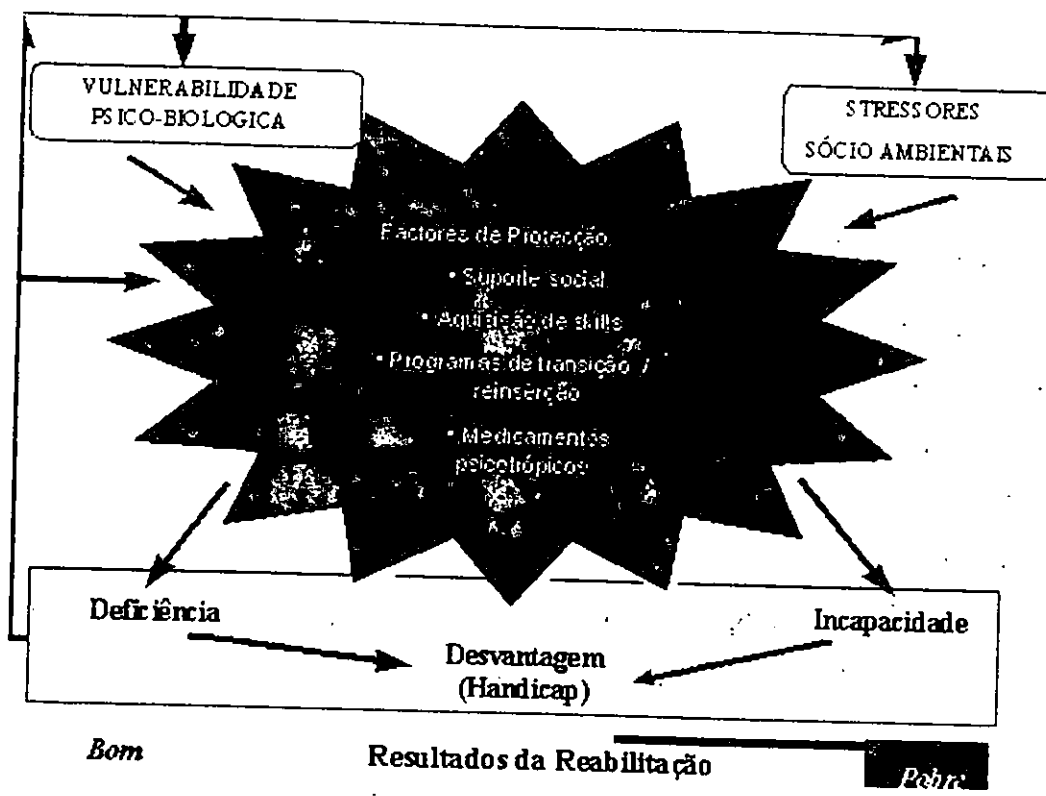 VULNERABILIDADE
PSICO-BIOLOGICA
STRESSORES
SÓCIO AMBIENTAIS
Factores de Protecção
• Suporte social
• Aquisição de skills
• Programas de transição /
reinserção
• Medicamentos
psicotrópicos
Deficiência
Incapacidade
Desvantagem
(Handicap)
Bom
Resultados da Reabilitação
Pobre